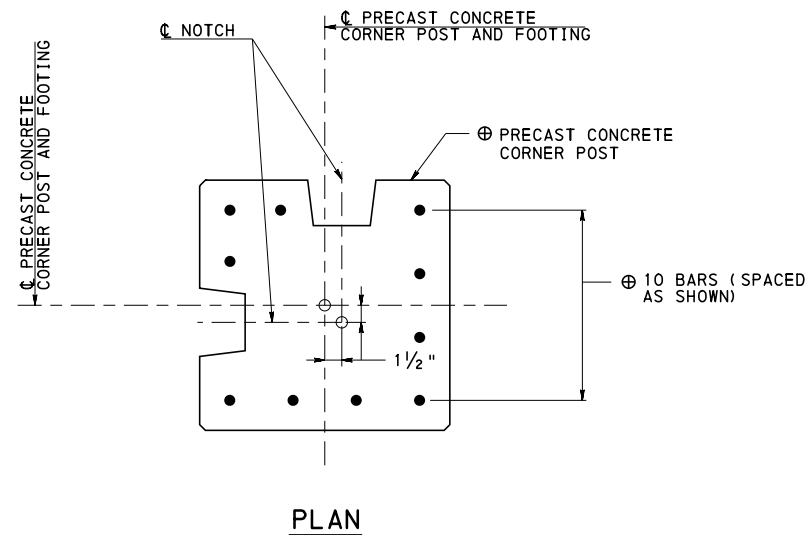 ℄ PRECAST CONCRETE
CORNER POST AND FOOTING
℄ NOTCH
℄ PRECAST CONCRETE
CORNER POST AND FOOTING
⊕ PRECAST CONCRETE
CORNER POST
⊕ 10 BARS (SPACED
AS SHOWN)
1½"
PLAN